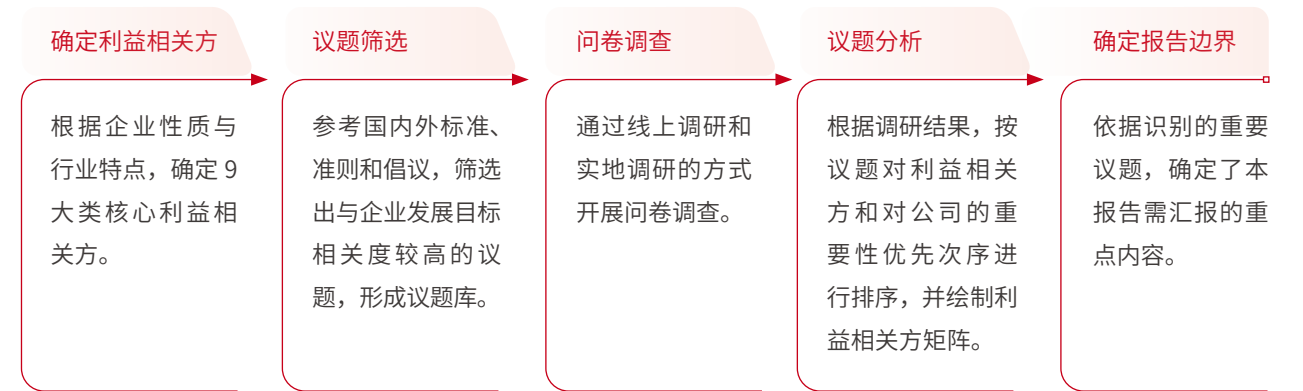 确定利益相关方
根据企业性质与
行业特点，确定 9
大类核心利益相
关方。
议题筛选
参考国内外标准、
准则和倡议，筛选
出与企业发展目标
相关度较高的议
题，形成议题库。
问卷调查
通过线上调研和
实地调研的方式
开展问卷调查。
议题分析
根据调研结果，按
议题对利益相关
方和对公司的重
要性优先次序进
行排序，并绘制利
益相关方矩阵。
确定报告边界
依据识别的重要
议题，确定了本
报告需汇报的重
点内容。